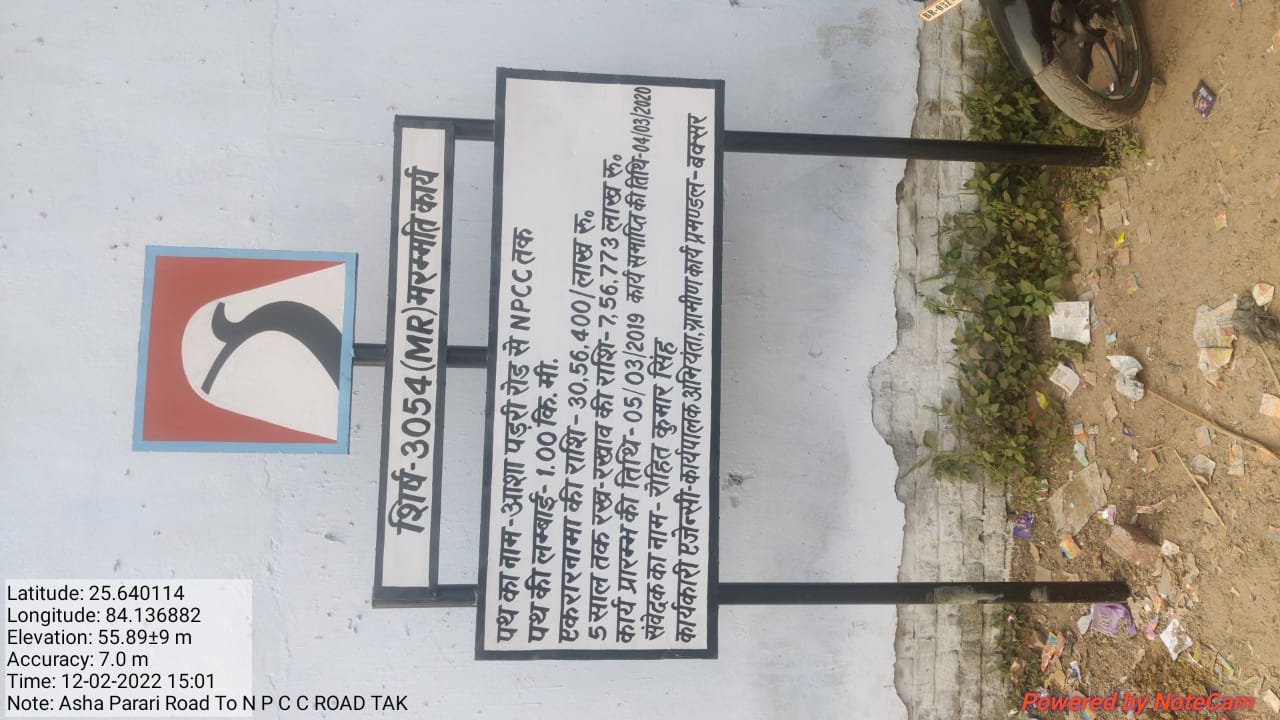 शिर्ष-3054 (MR) मरम्मति कार्य
पथ का नाम-आशा पड़री रोड से NPCC तक
पथ की लम्बाई- 1.00 कि. मी.
एकरारनामा की राशि- 30.56.400/लाख रु०
5 साल तक रख-रखाव की राशि-7,56.773 लाख रु०
कार्य प्रारम्भ की तिथि-05/03/2019 कार्य समाप्ति की तिथि-04/03/2020
संवेदक का नाम- रोहित कुमार सिंह
कार्यकारी एजेन्सी-कार्यपालक अभियंता, ग्रामीण कार्य प्रमण्डल-बक्सर
Latitude: 25.640114
Longitude: 84.136882
Elevation: 55.89±9 m
Accuracy: 7.0 m
Time: 12-02-2022 15:01
Note: Asha Parari Road To N P C C ROAD TAK
Powered by NoteCam